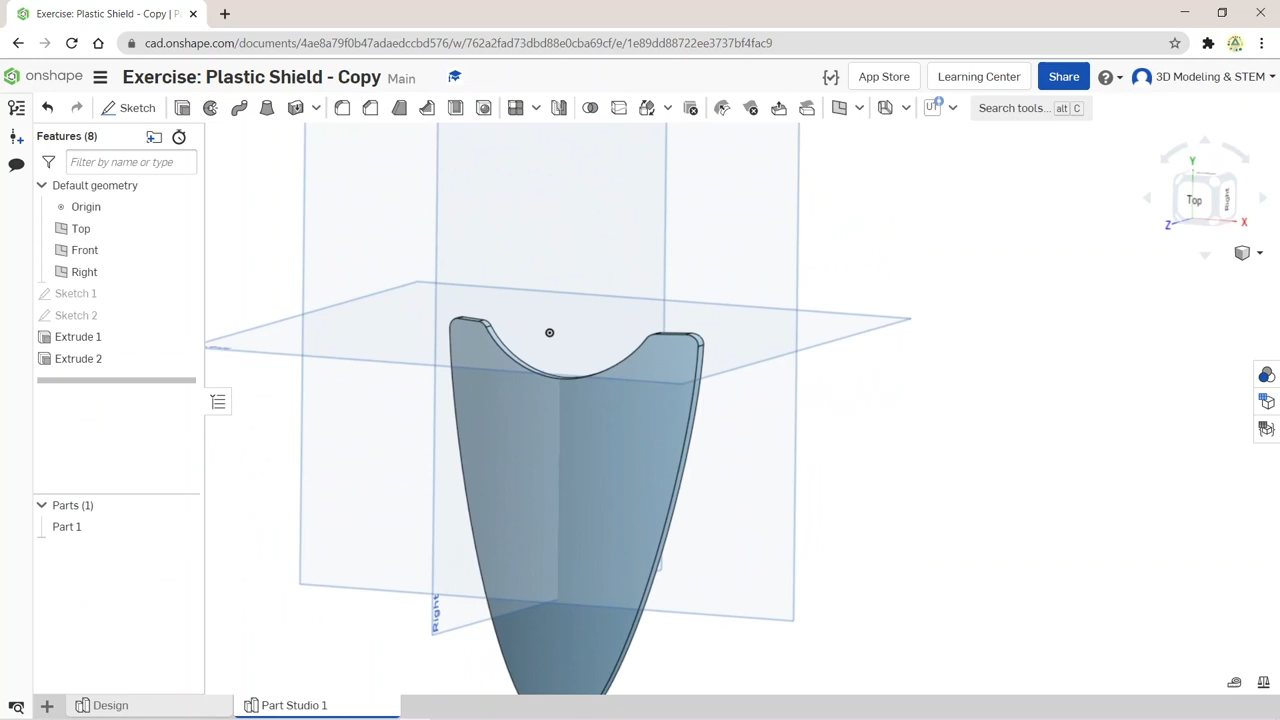 Exercise: Plastic Shield - Copy | P
cad.onshape.com/documents/4ae8a79f0b47adaedccbd576/w/762a2fad73dbd88e0cba69cf/e/1e89dd88722ee3737bf4fac9
onshape
Exercise: Plastic Shield - Copy Main
App Store
Learning Center
Share
3D Modeling & STEM
Sketch
Search tools... alt C
Features (8)
Filter by name or type
Default geometry
Origin
Top
Front
Right
Sketch 1
Sketch 2
Extrude 1
Extrude 2
Parts (1)
Part 1
Right
Y
Top
Right
Z
X
Design
Part Studio 1